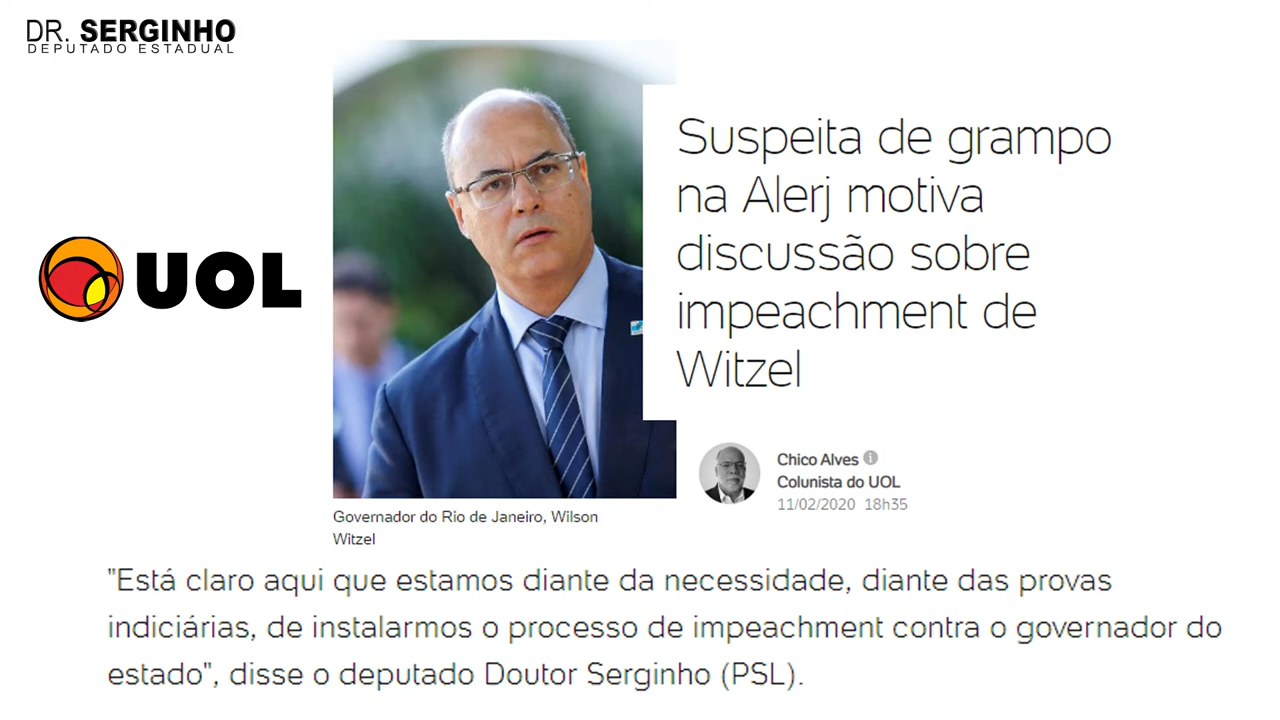 DR. SERGINHO
DEPUTADO ESTADUAL
UOL
Suspeita de grampo
na Alerj motiva
discussão sobre
impeachment de
Witzel
Chico Alves
Colunista do UOL
11/02/2020 18h35
Governador do Rio de Janeiro, Wilson
Witzel
"Está claro aqui que estamos diante da necessidade, diante das provas
indiciárias, de instalarmos o processo de impeachment contra o governador do
estado", disse o deputado Doutor Serginho (PSL).